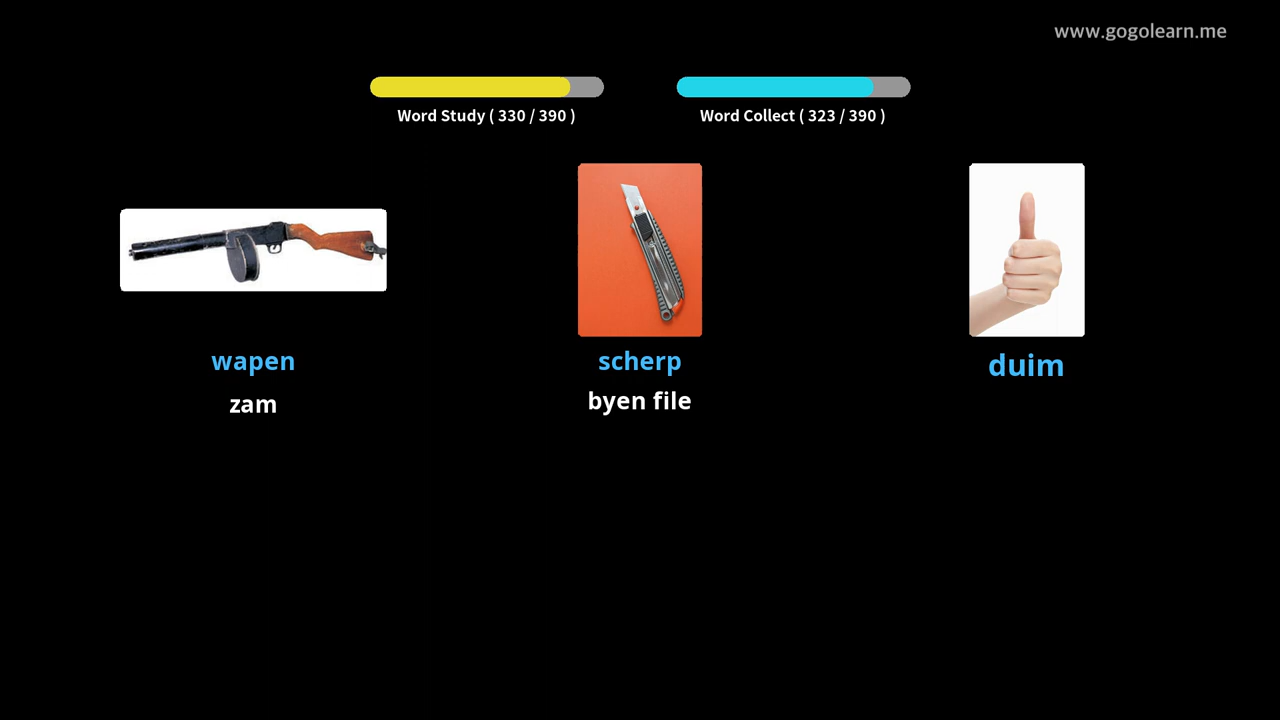 www.gogolearn.me
Word Study ( 330 / 390 )
Word Collect ( 323 / 390 )
wapen
zam
scherp
byen file
duim